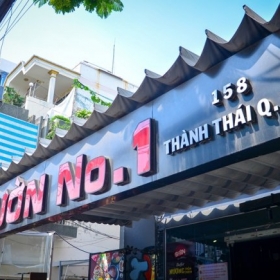 ƯỜN No.1
158
THÀNH THÁI Q.